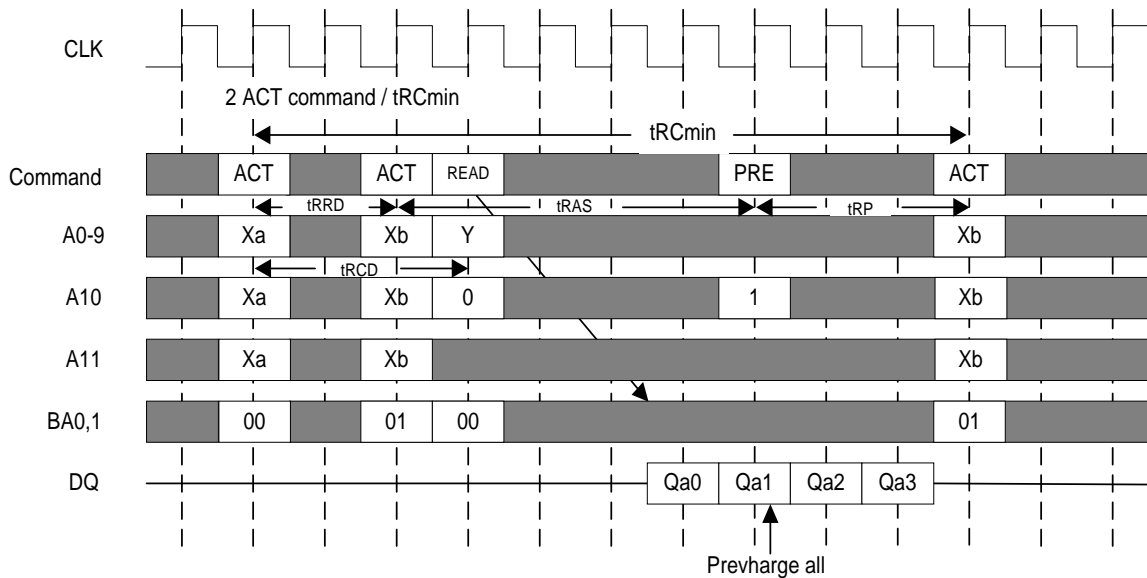 CLK
2 ACT command / tRCmin
tRCmin
Command ACT ACT READ PRE ACT
tRRD tRAS tRP
A0-9 Xa Xb Y Xb
tRCD
A10 Xa Xb 0 1 Xb
A11 Xa Xb Xb
BA0,1 00 01 00 01
DQ Qa0 Qa1 Qa2 Qa3
Prevharge all